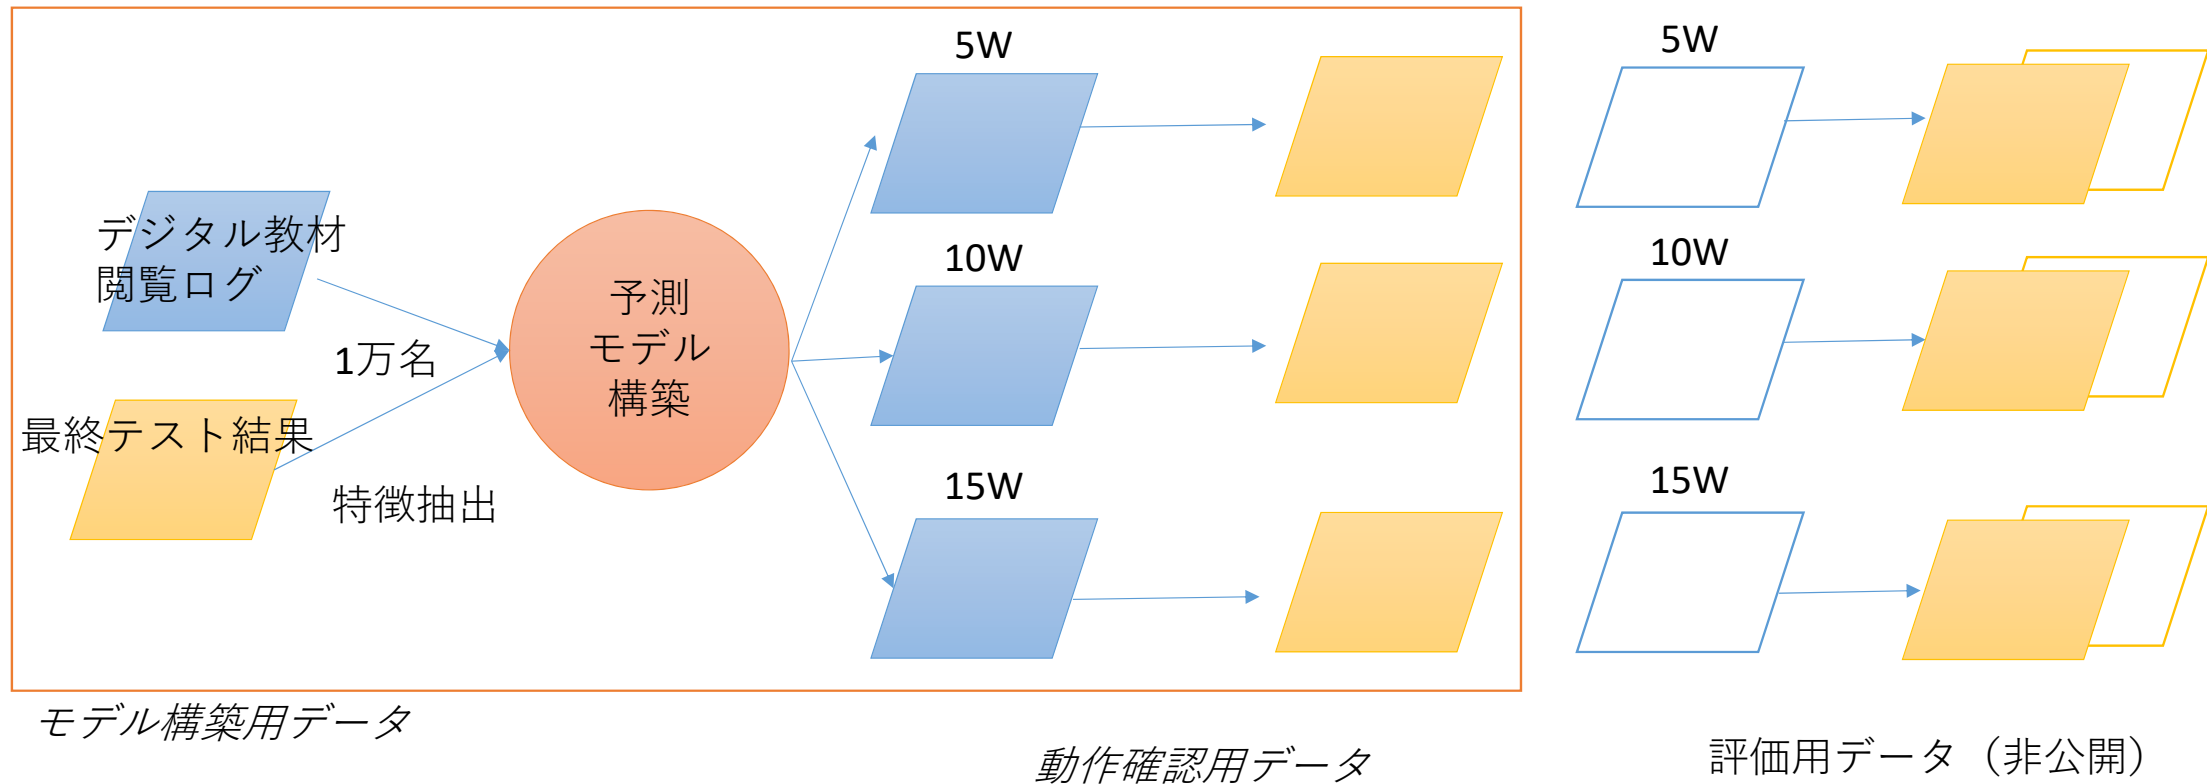 デジタル教材
閲覧ログ
1万名
最終テスト結果
特徴抽出
予測
モデル
構築
5W
10W
15W
5W
10W
15W
モデル構築用データ
動作確認用データ
評価用データ（非公開）